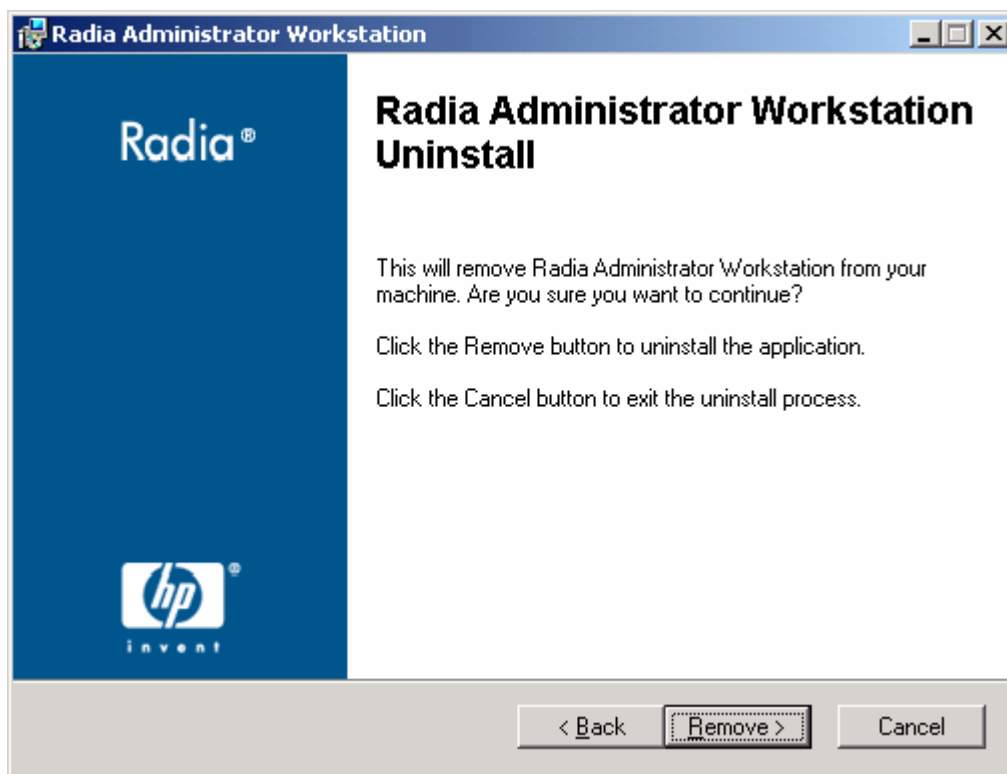 Radia Administrator Workstation
Radia®
Radia Administrator Workstation
Uninstall
This will remove Radia Administrator Workstation from your
machine. Are you sure you want to continue?
Click the Remove button to uninstall the application.
Click the Cancel button to exit the uninstall process.
hp®
invent
< Back
Remove >
Cancel